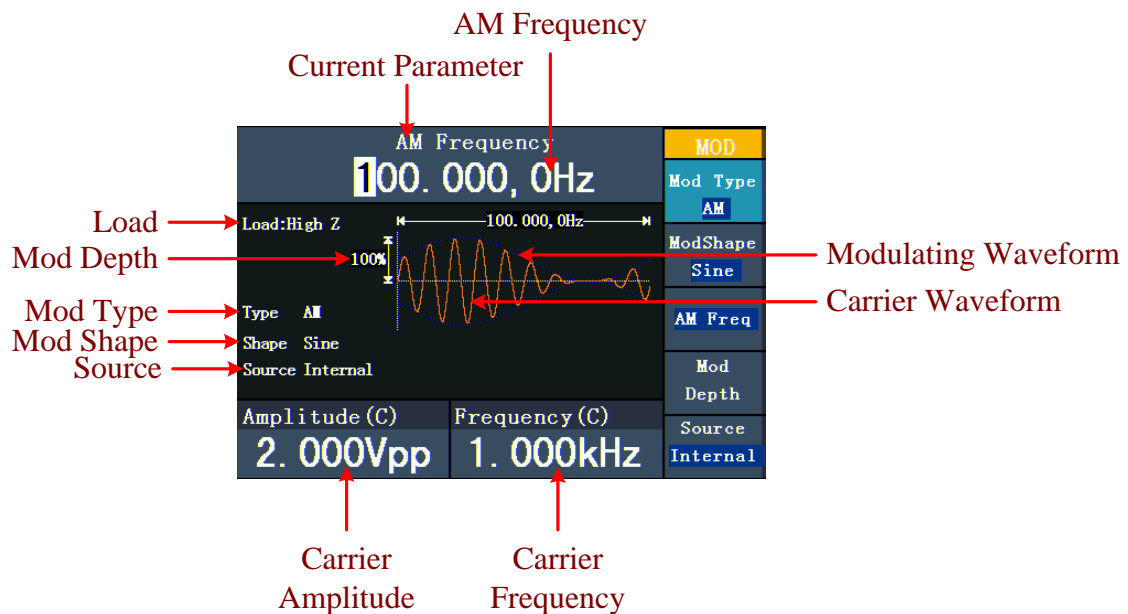 AM Frequency
Current Parameter
AM Frequency
100.000,0Hz
MOD
Mod Type
AM
Load
Load:High Z
100.000,0Hz
Mod Depth
100%
ModShape
Sine
Modulating Waveform
Carrier Waveform
Mod Type
Type AM
AM Freq
Mod Shape
Shape Sine
Source
Source Internal
Mod
Depth
Amplitude(C)
Frequency(C)
Source
Internal
2.000Vpp
1.000kHz
Carrier
Amplitude
Carrier
Frequency